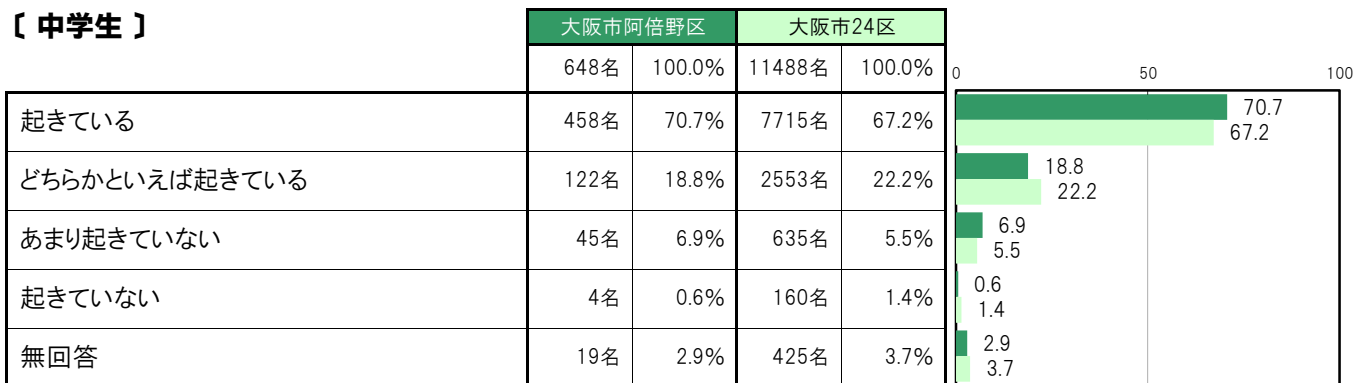 〔 中学生 〕
大阪市阿倍野区 大阪市24区
648名 100.0% 11488名 100.0%
0 50 100
起きている 458名 70.7% 7715名 67.2%
70.7
67.2
どちらかといえば起きている 122名 18.8% 2553名 22.2%
18.8
22.2
あまり起きていない 45名 6.9% 635名 5.5%
6.9
5.5
起きていない 4名 0.6% 160名 1.4%
0.6
1.4
無回答 19名 2.9% 425名 3.7%
2.9
3.7